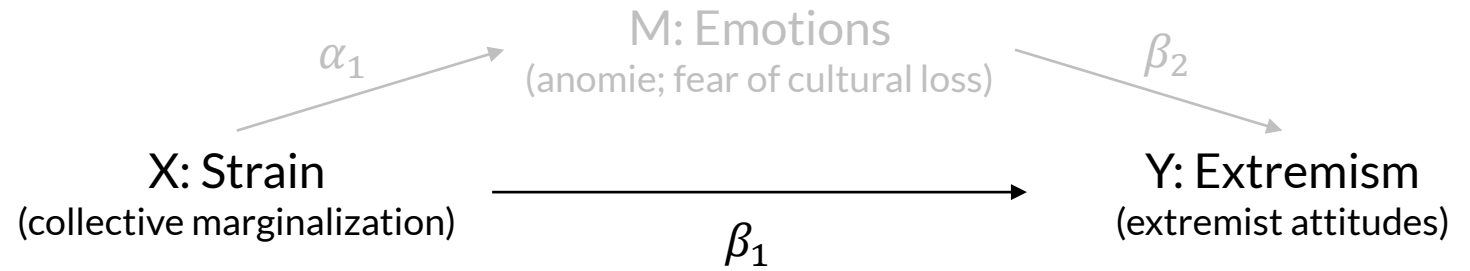 M: Emotions
(anomie; fear of cultural loss)
α₁
β₂
X: Strain
(collective marginalization)
Y: Extremism
(extremist attitudes)
β₁